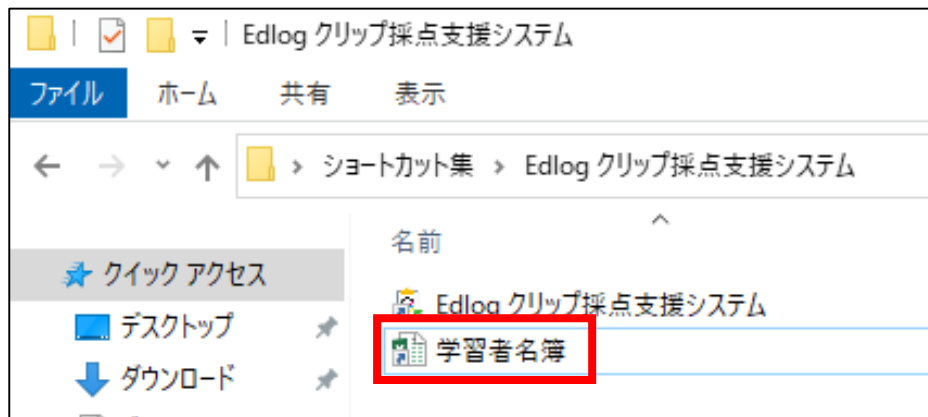 Edlog クリップ採点支援システム
ファイル ホーム 共有 表示
ショートカット集 › Edlog クリップ採点支援システム
名前
クイック アクセス
Edlog クリップ採点支援システム
デスクトップ
学習者名簿
ダウンロード